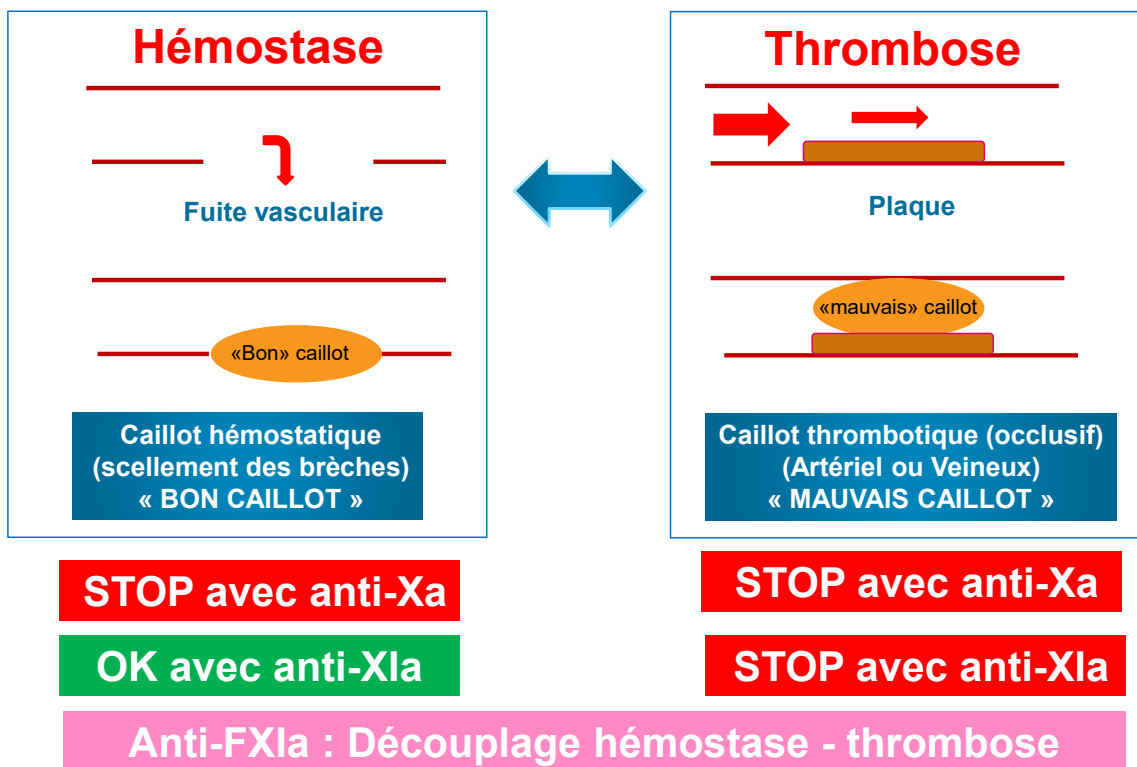 Hémostase
Fuite vasculaire
«Bon» caillot
Caillot hémostatique
(scellement des brèches)
« BON CAILLOT »
Thrombose
Plaque
«mauvais» caillot
Caillot thrombotique (occlusif)
(Artériel ou Veineux)
« MAUVAIS CAILLOT »
STOP avec anti-Xa
STOP avec anti-Xa
OK avec anti-XIa
STOP avec anti-XIa
Anti-FXIa : Découplage hémostase - thrombose